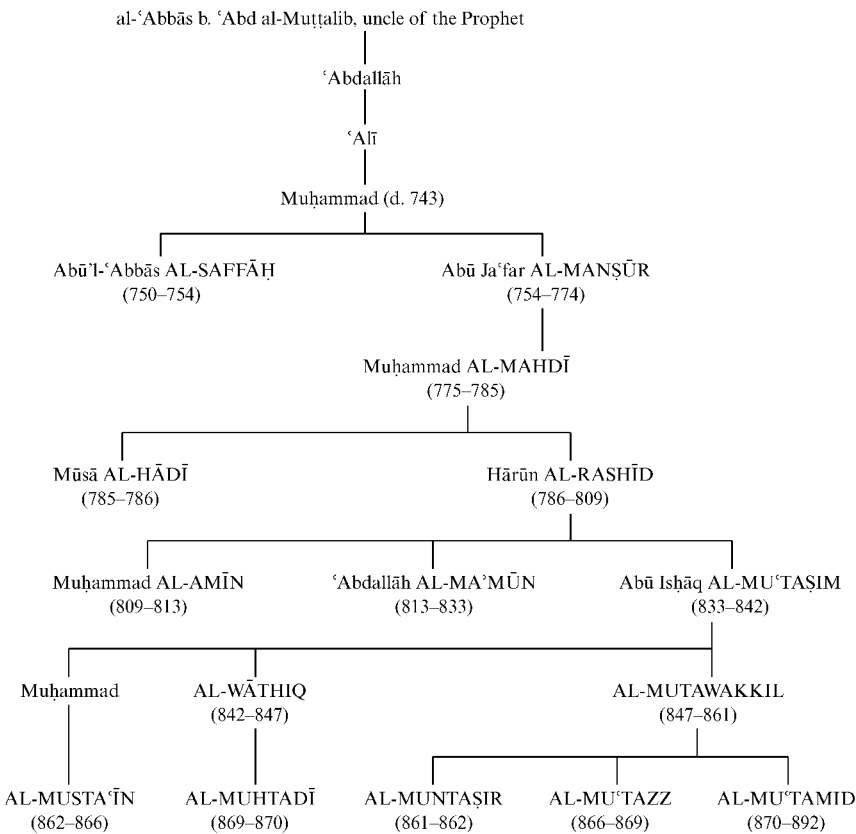 al-ʿAbbās b. ʿAbd al-Muṭṭalib, uncle of the Prophet
ʿAbdallāh
ʿAlī
Muḥammad (d. 743)
Abū’l-ʿAbbās AL-SAFFĀḤ
(750–754)
Abū Jaʿfar AL-MANṢŪR
(754–774)
Muḥammad AL-MAHDĪ
(775–785)
Mūsā AL-HĀDĪ
(785–786)
Hārūn AL-RASHĪD
(786–809)
Muḥammad AL-AMĪN
(809–813)
ʿAbdallāh AL-MAʾMŪN
(813–833)
Abū Isḥāq AL-MUʿTAṢIM
(833–842)
Muḥammad
AL-WĀTHIQ
(842–847)
AL-MUTAWAKKIL
(847–861)
AL-MUSTAʿĪN
(862–866)
AL-MUHTADĪ
(869–870)
AL-MUNTAṢIR
(861–862)
AL-MUʿTAZZ
(866–869)
AL-MUʿTAMID
(870–892)